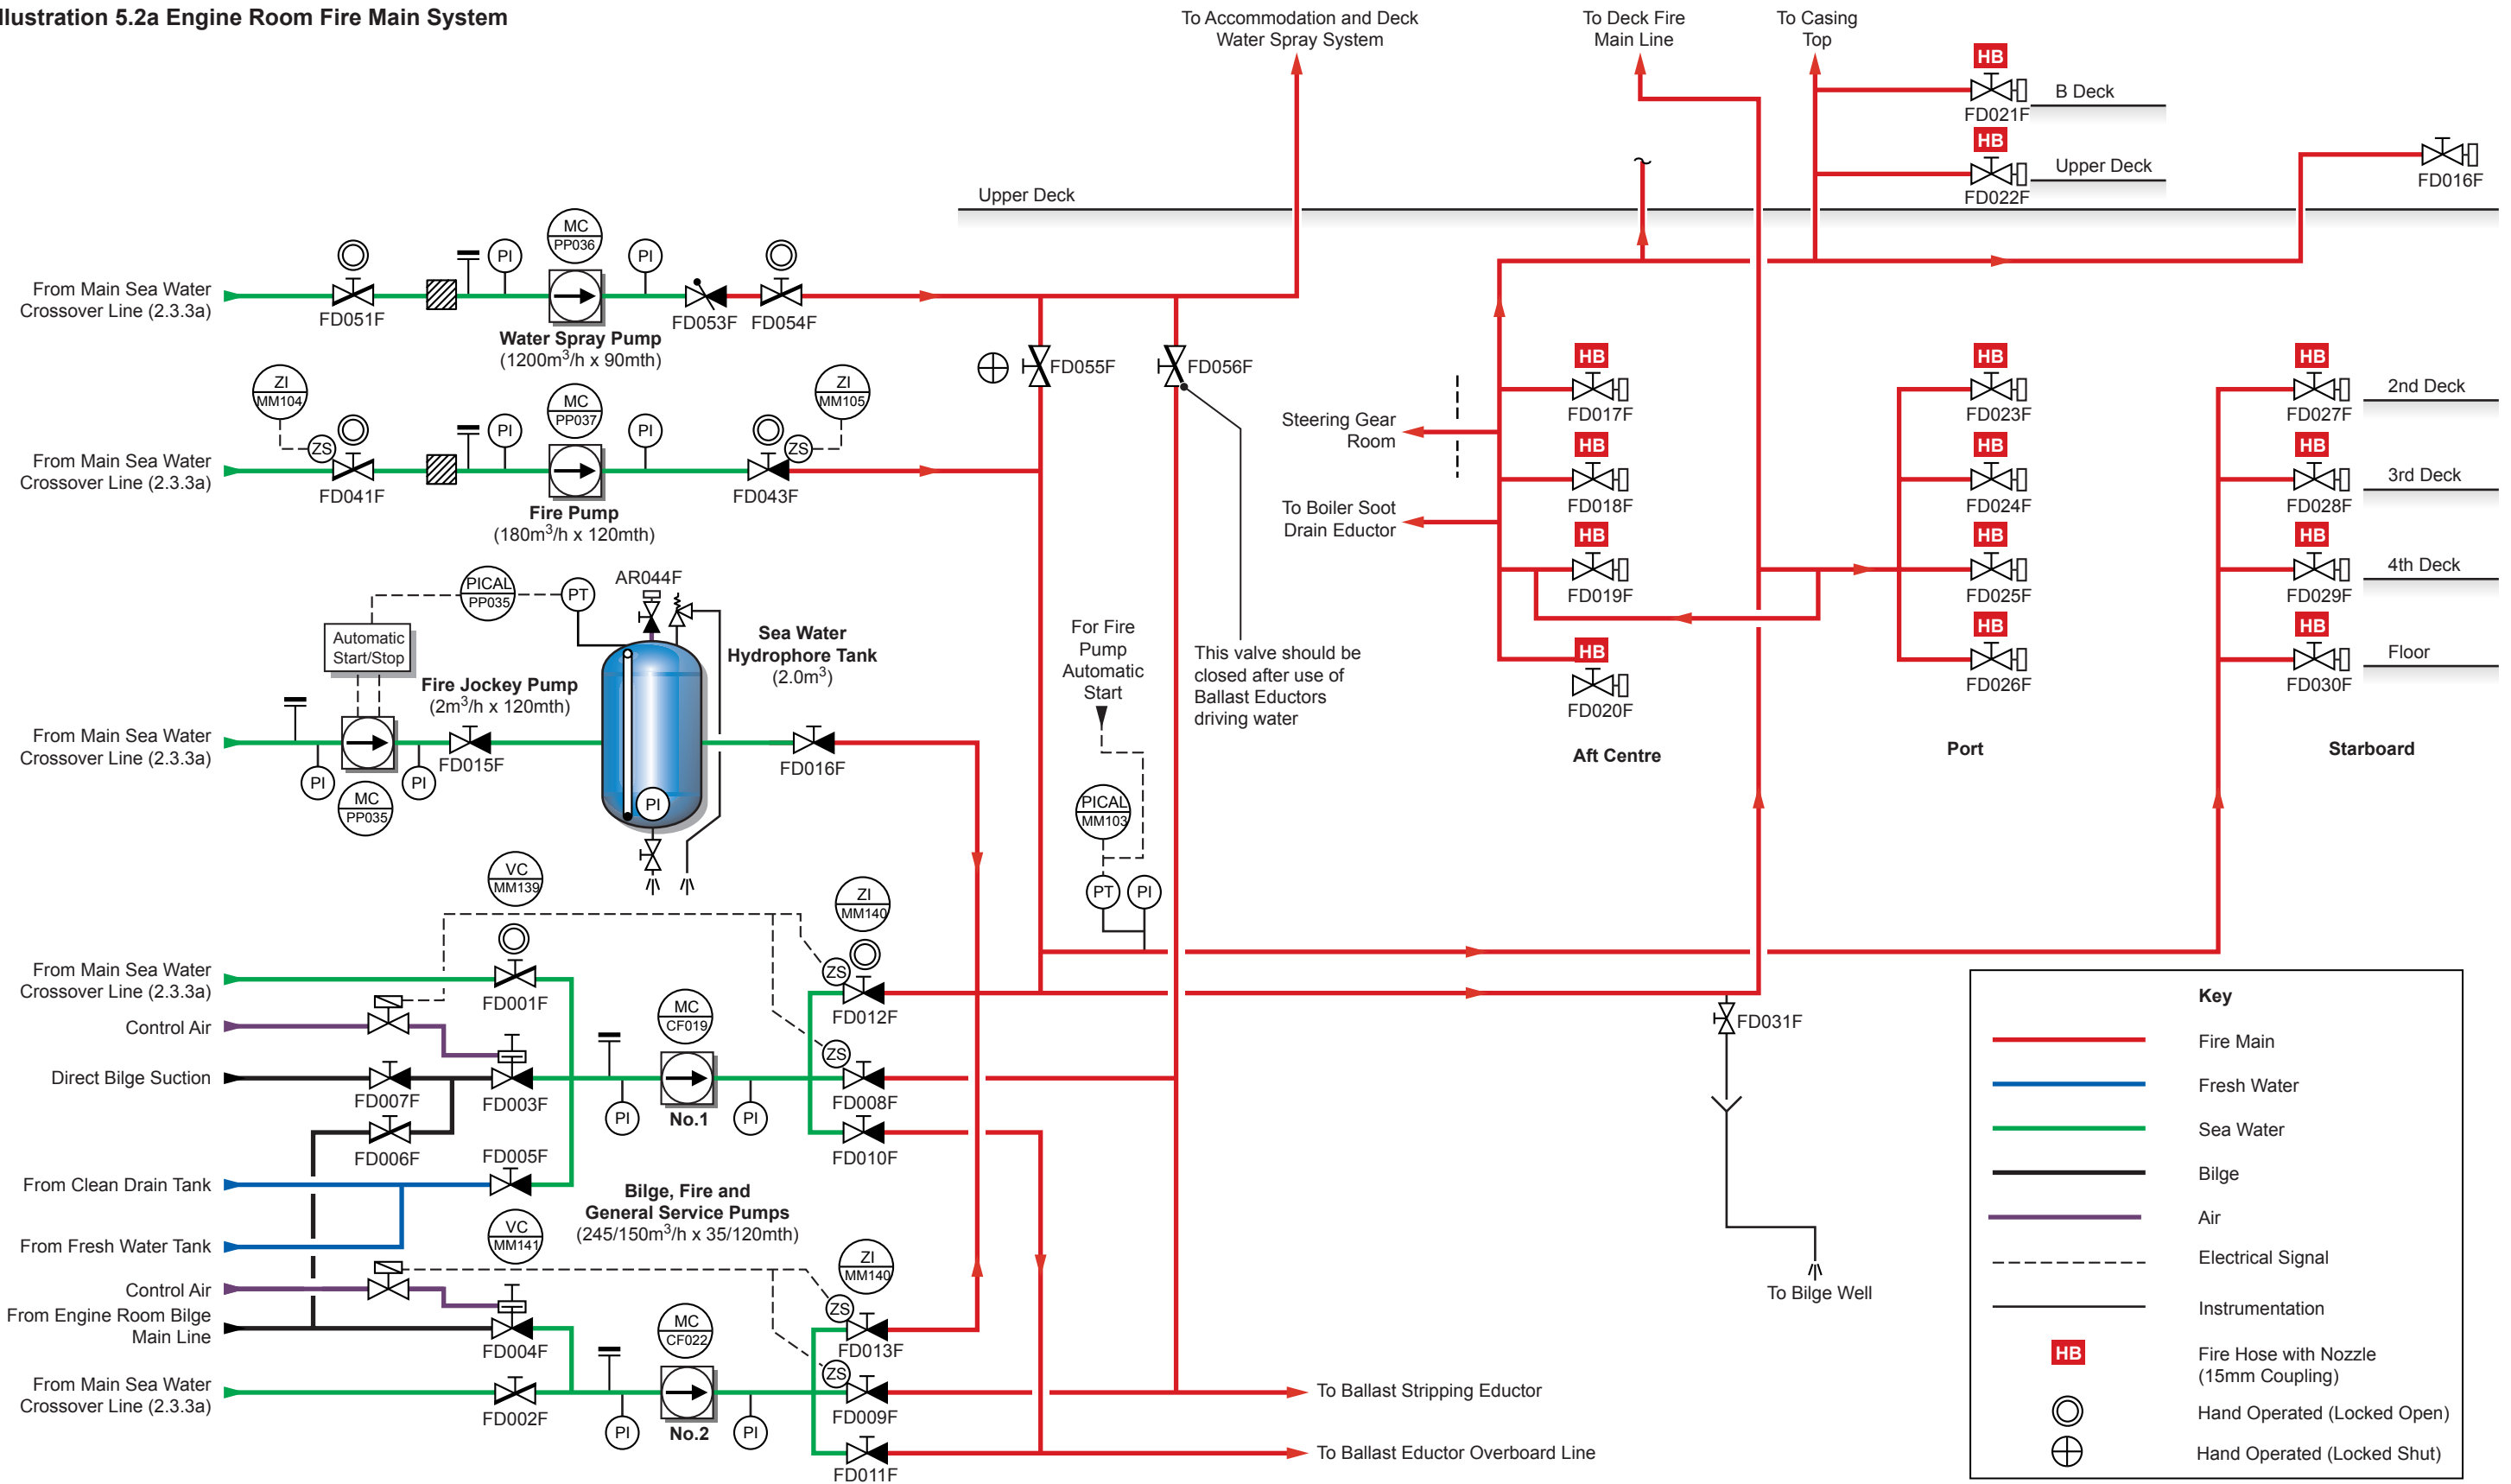 llustration 5.2a Engine Room Fire Main System
To Accommodation and Deck
Water Spray System
To Deck Fire
Main Line
To Casing
Top
HB
FD021F
B Deck
HB
FD022F
Upper Deck
FD016F
Upper Deck
From Main Sea Water
Crossover Line (2.3.3a)
FD051F
PI
MC
PP036
PI
FD053F
FD054F
Water Spray Pump
(1200m³/h x 90mth)
FD055F
FD056F
ZI
MM104
ZS
From Main Sea Water
Crossover Line (2.3.3a)
FD041F
PI
MC
PP037
PI
ZS
ZI
MM105
FD043F
Fire Pump
(180m³/h x 120mth)
Steering Gear
Room
To Boiler Soot
Drain Eductor
HB
FD017F
HB
FD018F
HB
FD019F
HB
FD020F
Aft Centre
HB
FD023F
HB
FD024F
HB
FD025F
HB
FD026F
Port
HB
FD027F
2nd Deck
HB
FD028F
3rd Deck
HB
FD029F
4th Deck
HB
FD030F
Floor
Starboard
PICAL
PP035
PT
AR044F
Automatic
Start/Stop
Sea Water
Hydrophore Tank
(2.0m³)
Fire Jockey Pump
(2m³/h x 120mth)
From Main Sea Water
Crossover Line (2.3.3a)
PI
PI
MC
PP035
FD015F
PI
FD016F
For Fire
Pump
Automatic
Start
This valve should be
closed after use of
Ballast Eductors
driving water
PICAL
MM103
PT
PI
VC
MM139
ZI
MM140
From Main Sea Water
Crossover Line (2.3.3a)
FD001F
ZS
FD012F
Control Air
MC
CF019
Direct Bilge Suction
FD007F
FD003F
PI
No.1
PI
ZS
FD008F
FD006F
FD005F
FD010F
From Clean Drain Tank
Bilge, Fire and
General Service Pumps
(245/150m³/h x 35/120mth)
From Fresh Water Tank
VC
MM141
ZI
MM140
Control Air
From Engine Room Bilge
Main Line
FD004F
MC
CF022
ZS
FD013F
ZS
From Main Sea Water
Crossover Line (2.3.3a)
FD002F
PI
No.2
PI
FD009F
FD011F
To Ballast Stripping Eductor
To Ballast Eductor Overboard Line
FD031F
To Bilge Well
Key
Fire Main
Fresh Water
Sea Water
Bilge
Air
Electrical Signal
Instrumentation
HB
Fire Hose with Nozzle
(15mm Coupling)
Hand Operated (Locked Open)
Hand Operated (Locked Shut)